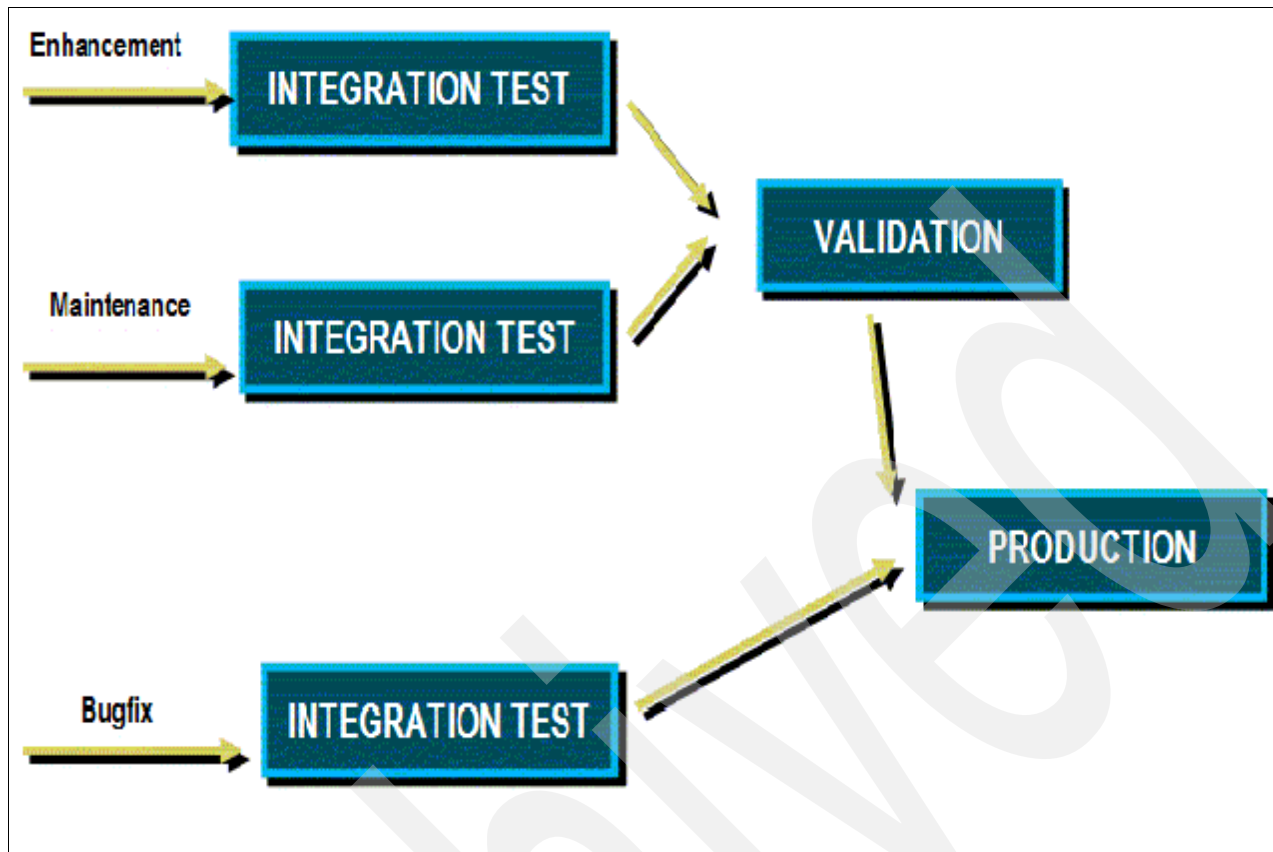 Enhancement
INTEGRATION TEST
VALIDATION
Maintenance
INTEGRATION TEST
PRODUCTION
Bugfix
INTEGRATION TEST